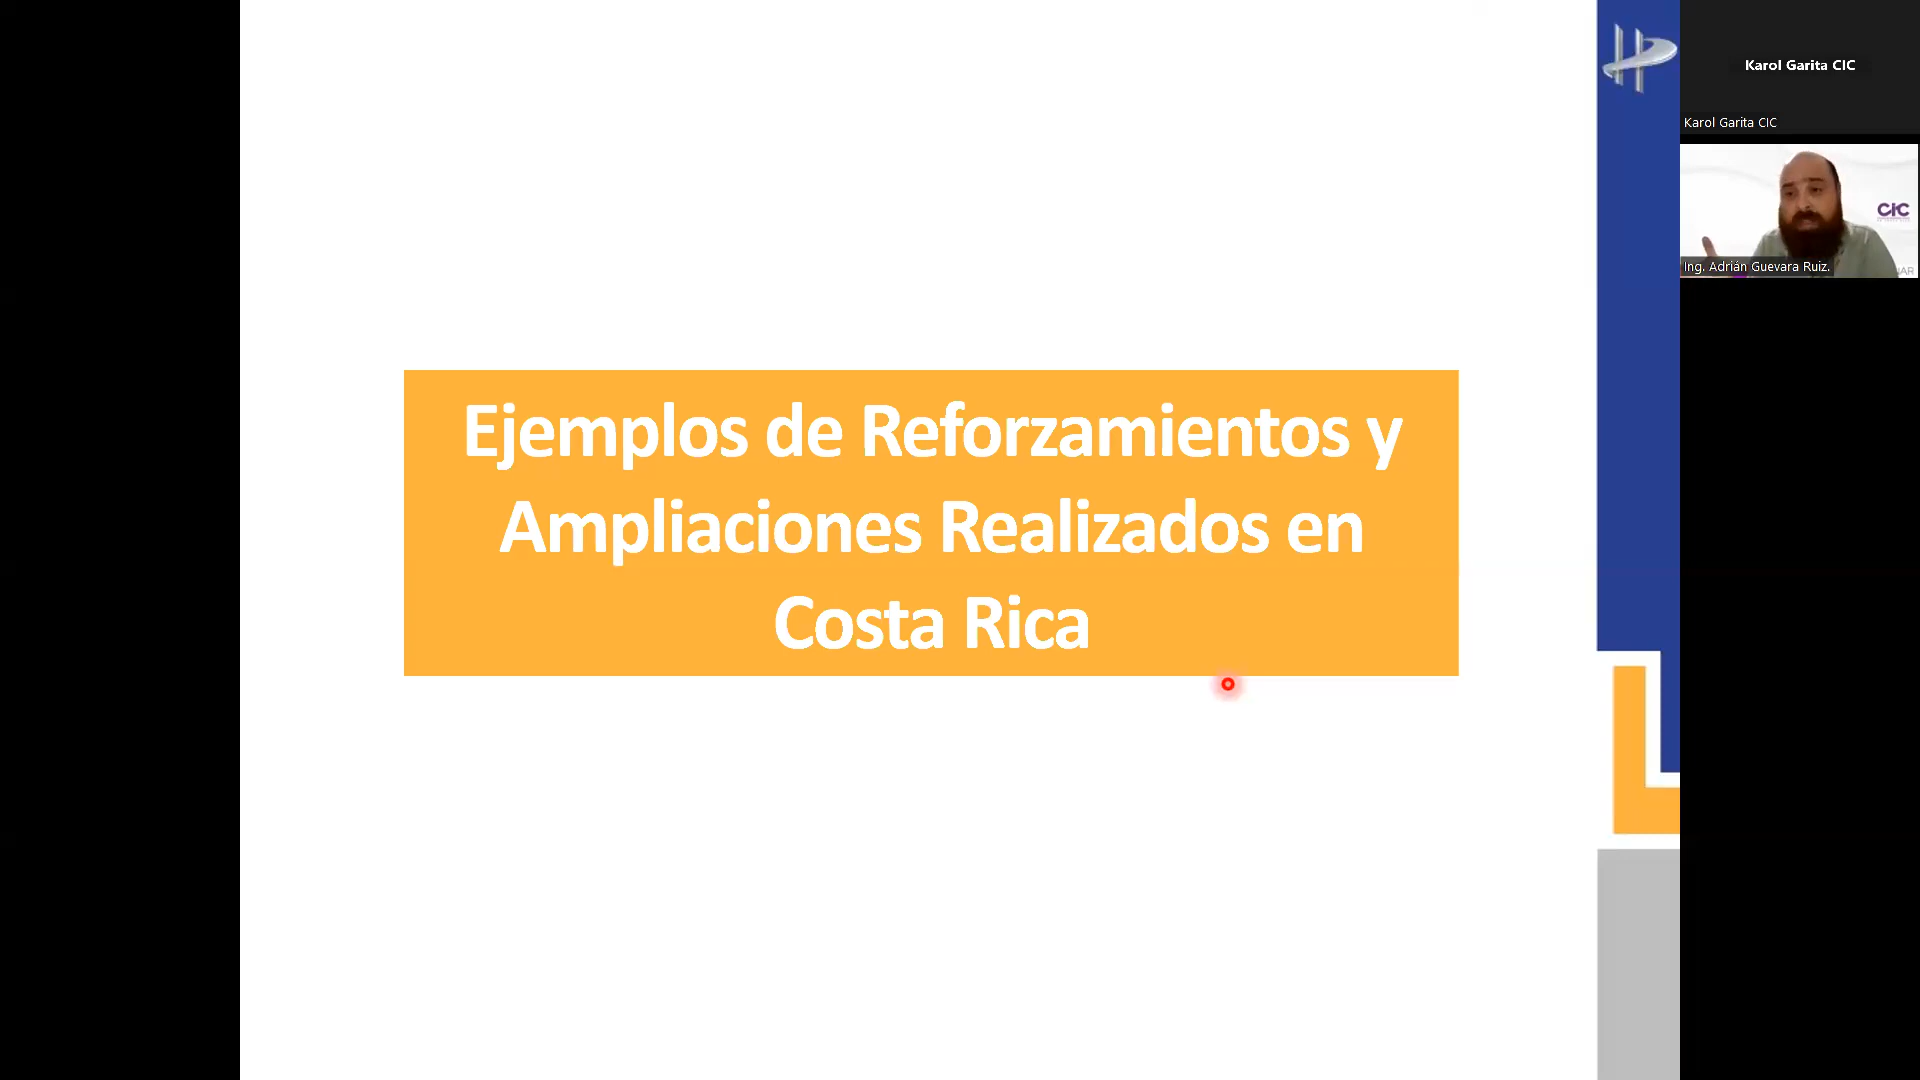 Ejemplos de Reforzamientos y
Ampliaciones Realizados en
Costa Rica
Karol Garita CIC
Karol Garita CIC
CiC
Ing. Adrián Guevara Ruiz.